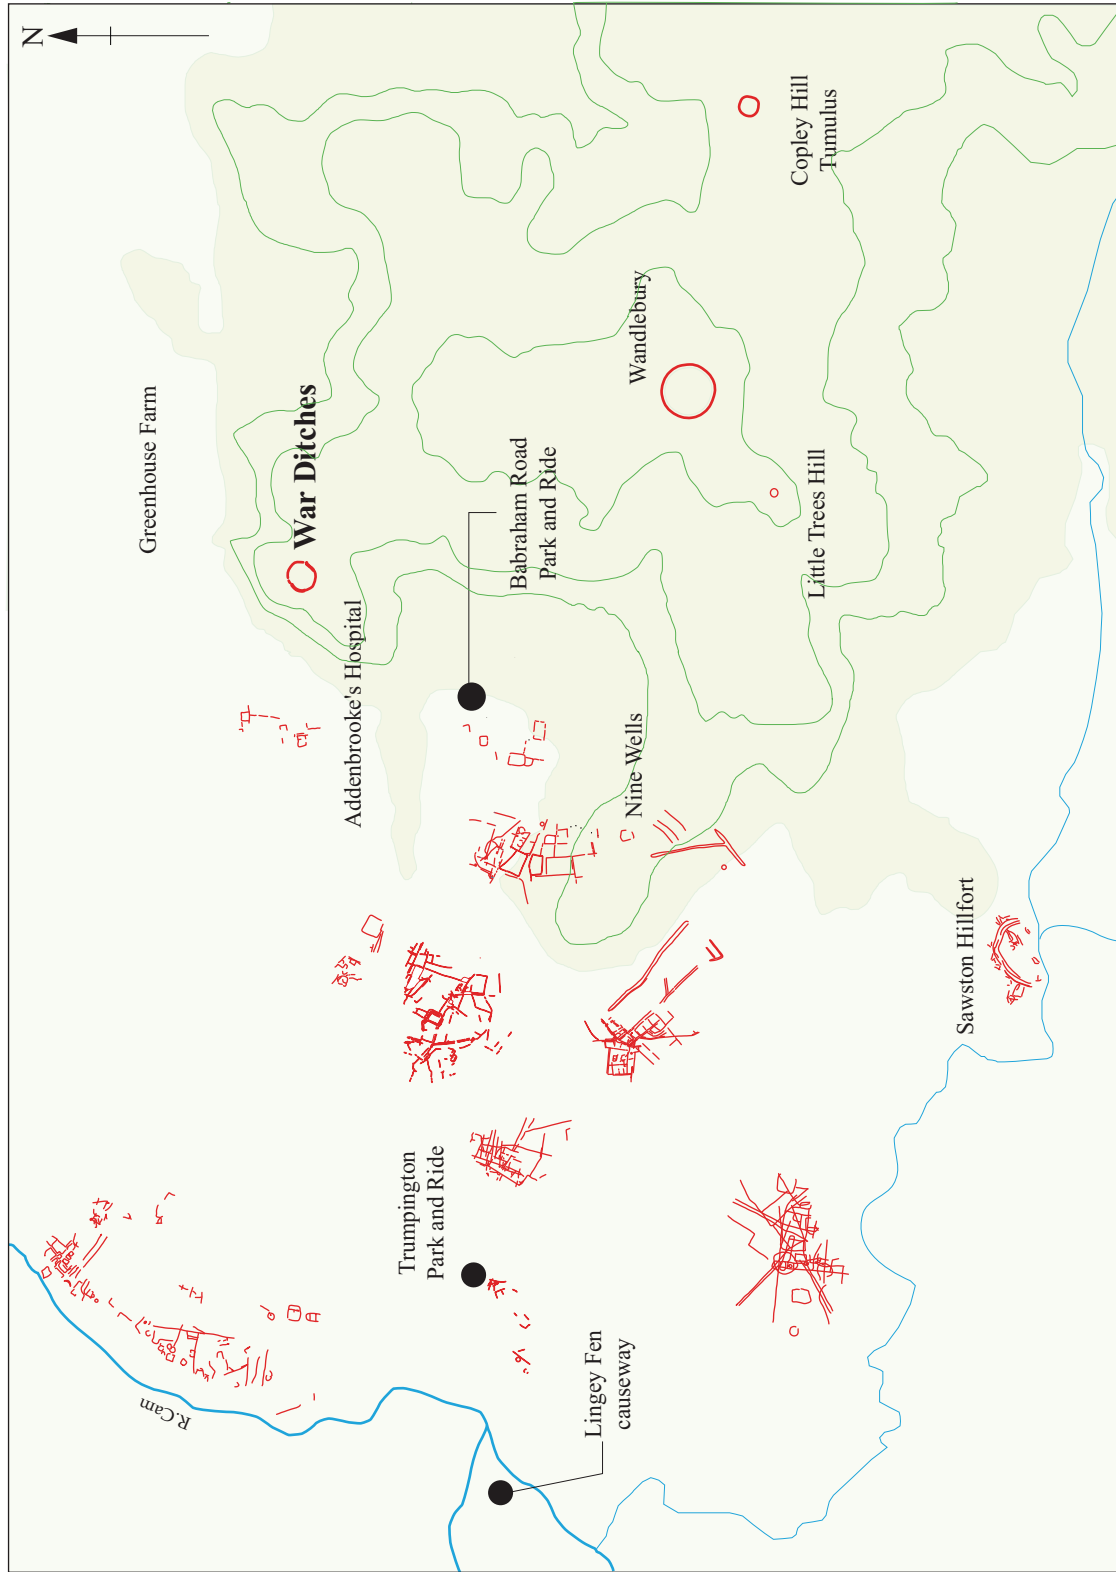 N
Greenhouse Farm
War Ditches
Addenbrooke's Hospital
Babraham Road
Park and Ride
Wandlebury
Copley Hill
Tumulus
Little Trees Hill
Nine Wells
Sawston Hillfort
Trumpington
Park and Ride
R.Cam
Lingey Fen
causeway